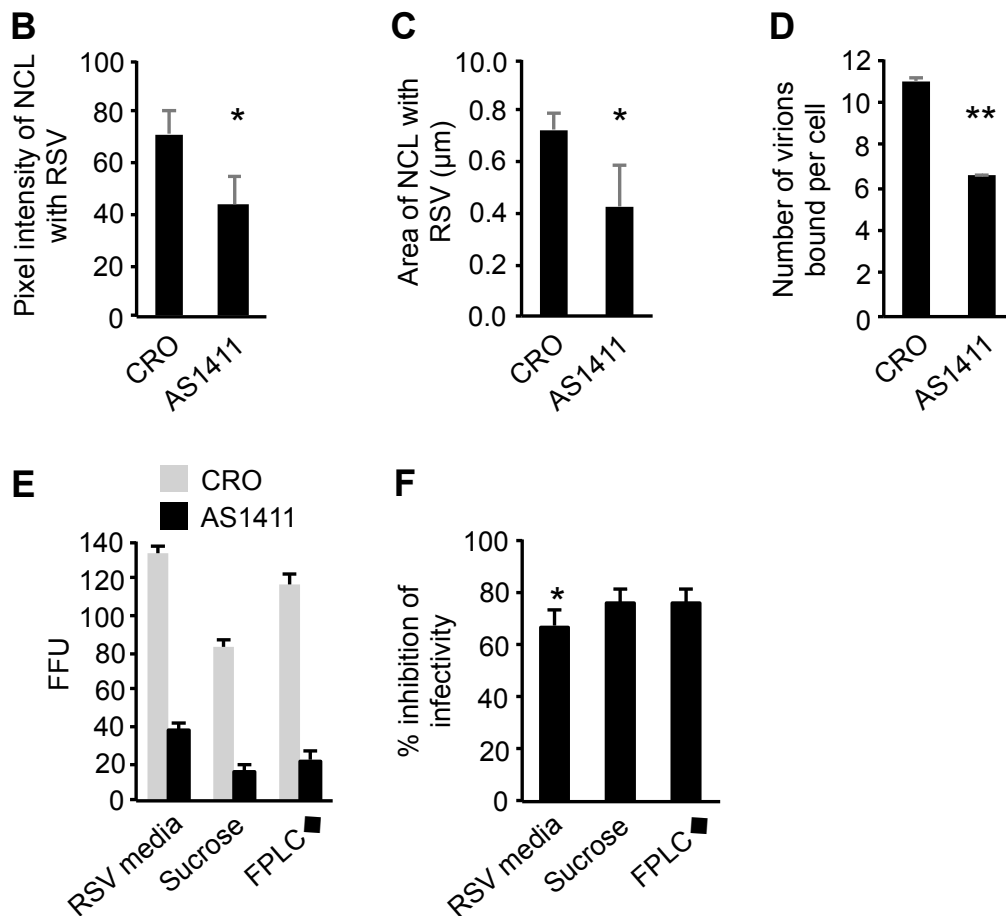 B
Pixel intensity of NCL
with RSV
100
80
60
40
20
0
*
CRO
AS1411
C
Area of NCL with
RSV (µm)
10.0
0.8
0.6
0.4
0.2
0.0
*
CRO
AS1411
D
Number of virions
bound per cell
12
10
8
6
4
2
0
**
CRO
AS1411
E
CRO
AS1411
FFU
140
120
100
80
60
40
20
0
RSV media
Sucrose
FPLC
F
% inhibition of
infectivity
100
80
60
40
20
0
*
RSV media
Sucrose
FPLC